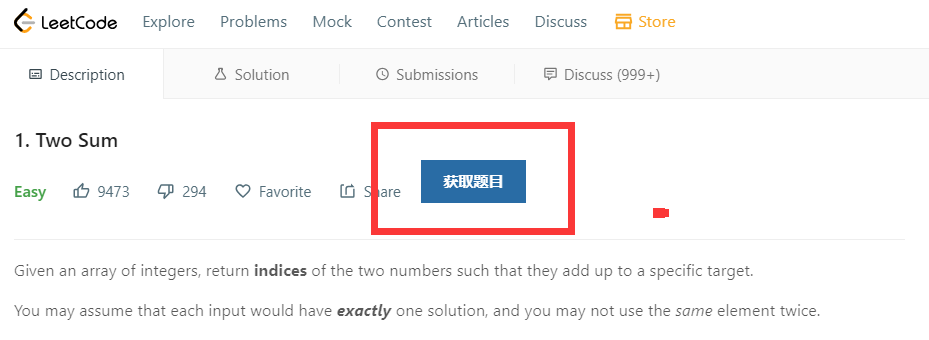 LeetCode Explore Problems Mock Contest Articles Discuss Store
Description Solution Submissions Discuss (999+)
1. Two Sum
Easy 9473 294 Favorite Share 获取题目
Given an array of integers, return indices of the two numbers such that they add up to a specific target.
You may assume that each input would have exactly one solution, and you may not use the same element twice.